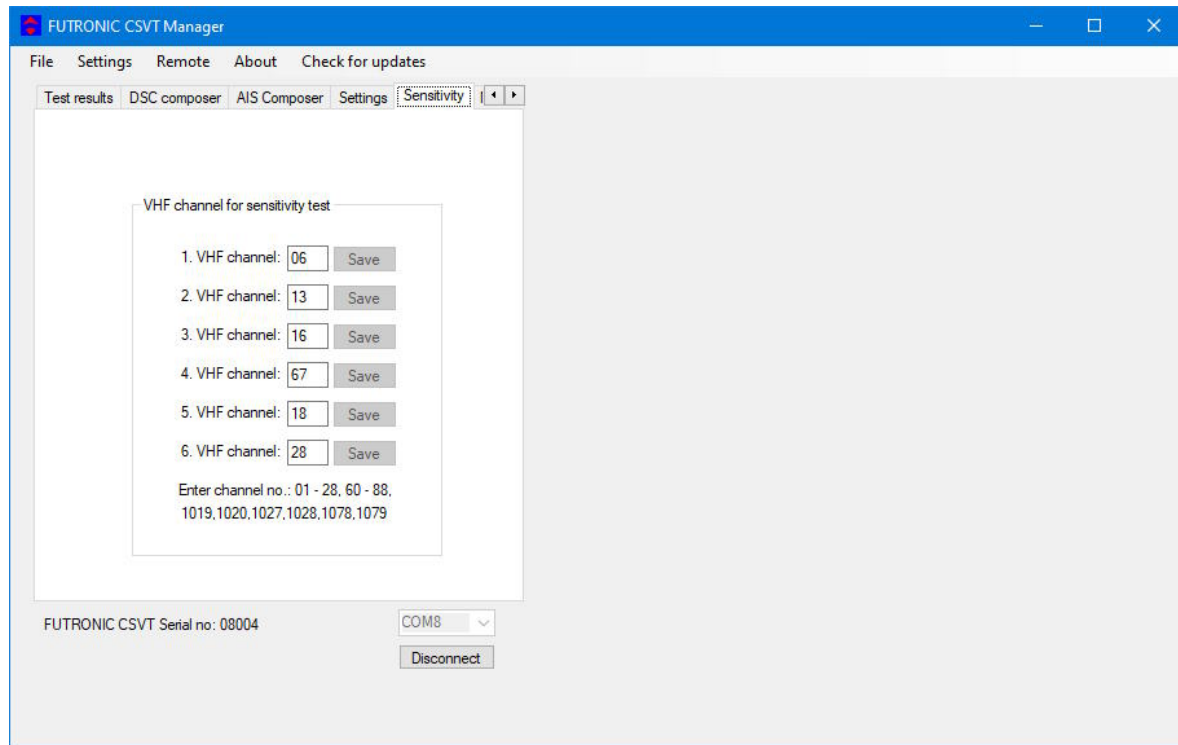 FUTRONIC CSVT Manager
File Settings Remote About Check for updates
Test results DSC composer AIS Composer Settings Sensitivity
VHF channel for sensitivity test
1. VHF channel: 06 Save
2. VHF channel: 13 Save
3. VHF channel: 16 Save
4. VHF channel: 67 Save
5. VHF channel: 18 Save
6. VHF channel: 28 Save
Enter channel no.: 01 - 28, 60 - 88,
1019,1020,1027,1028,1078,1079
FUTRONIC CSVT Serial no: 08004 COM8
Disconnect